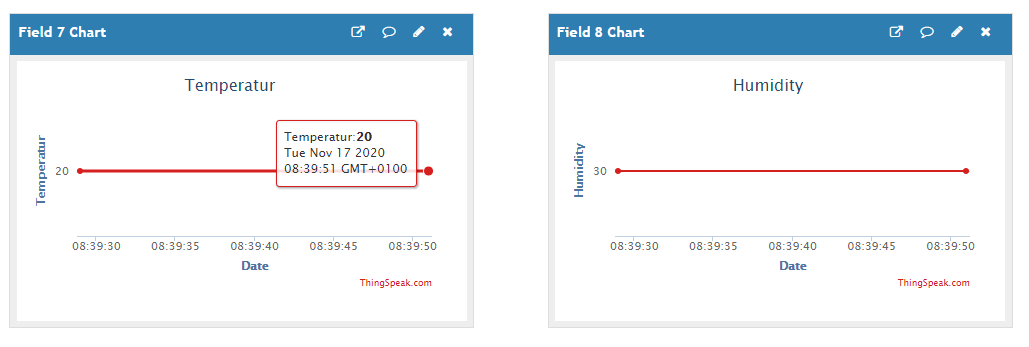 Field 7 Chart
Temperatur
Temperatur:20
Tue Nov 17 2020
08:39:51 GMT+0100
Temperatur
20
08:39:30 08:39:35 08:39:40 08:39:45 08:39:50
Date
ThingSpeak.com
Field 8 Chart
Humidity
Humidity
30
08:39:30 08:39:35 08:39:40 08:39:45 08:39:50
Date
ThingSpeak.com